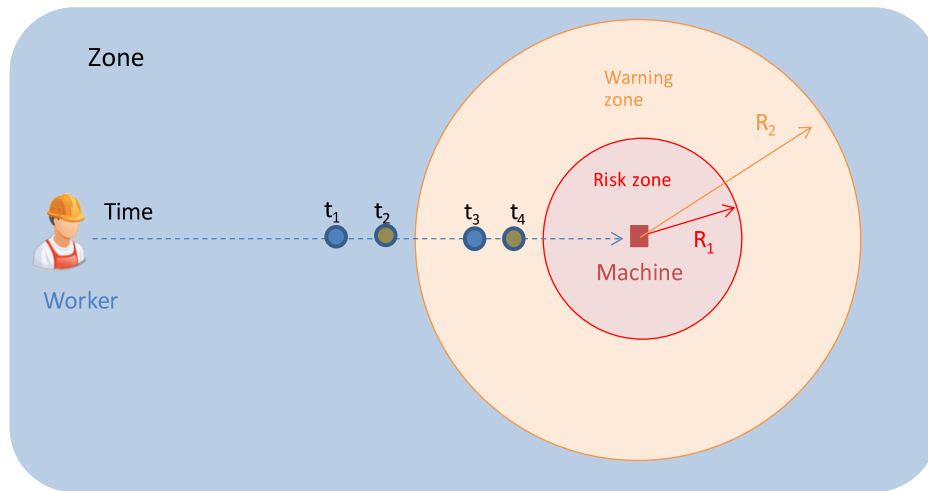 Zone
Warning
zone
R₂
Risk zone
Time
t₁
t₂
t₃
t₄
R₁
Machine
Worker